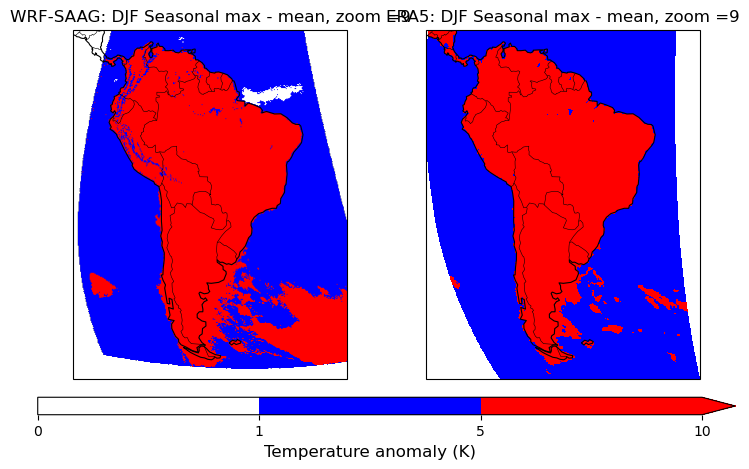 WRF-SAAG: DJF Seasonal max - mean, zoom =9
ERA5: DJF Seasonal max - mean, zoom =9
0 1 5 10
Temperature anomaly (K)